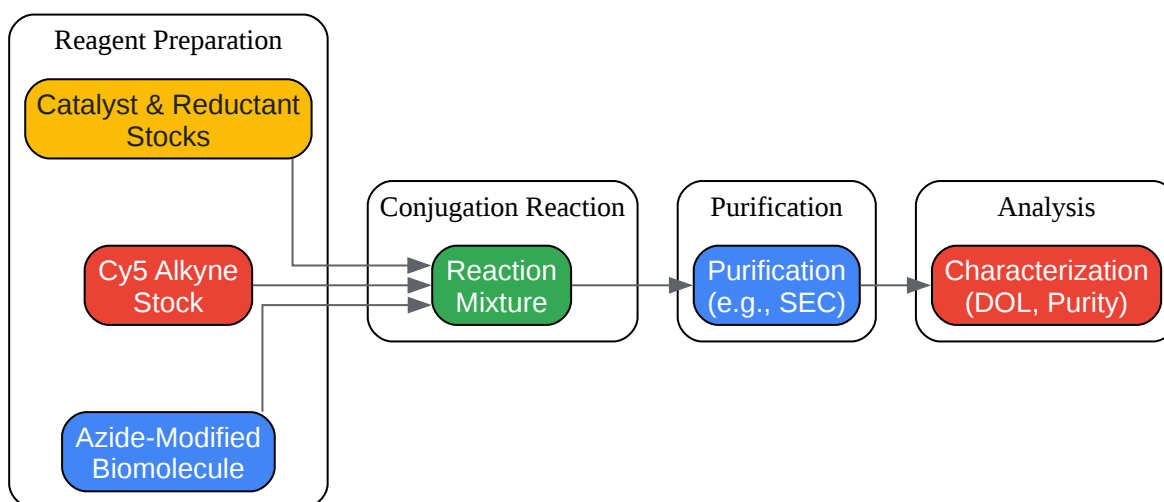 Reagent Preparation
Catalyst & Reductant
Stocks
Cy5 Alkyne
Stock
Azide-Modified
Biomolecule
Conjugation Reaction
Reaction
Mixture
Purification
Purification
(e.g., SEC)
Analysis
Characterization
(DOL, Purity)